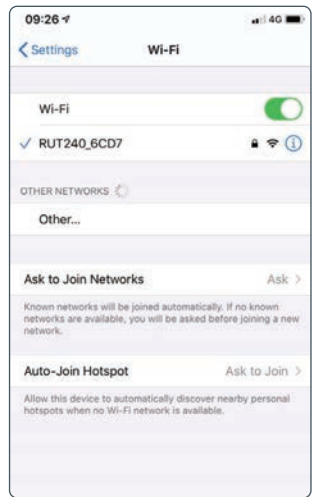 09:26
4G
Settings
Wi-Fi
Wi-Fi
RUT240_6CD7
OTHER NETWORKS
Other...
Ask to Join Networks Ask
Known networks will be joined automatically. If no known
networks are available, you will be asked before joining a new
network.
Auto-Join Hotspot Ask to Join
Allow this device to automatically discover nearby personal
hotspots when no Wi-Fi network is available.